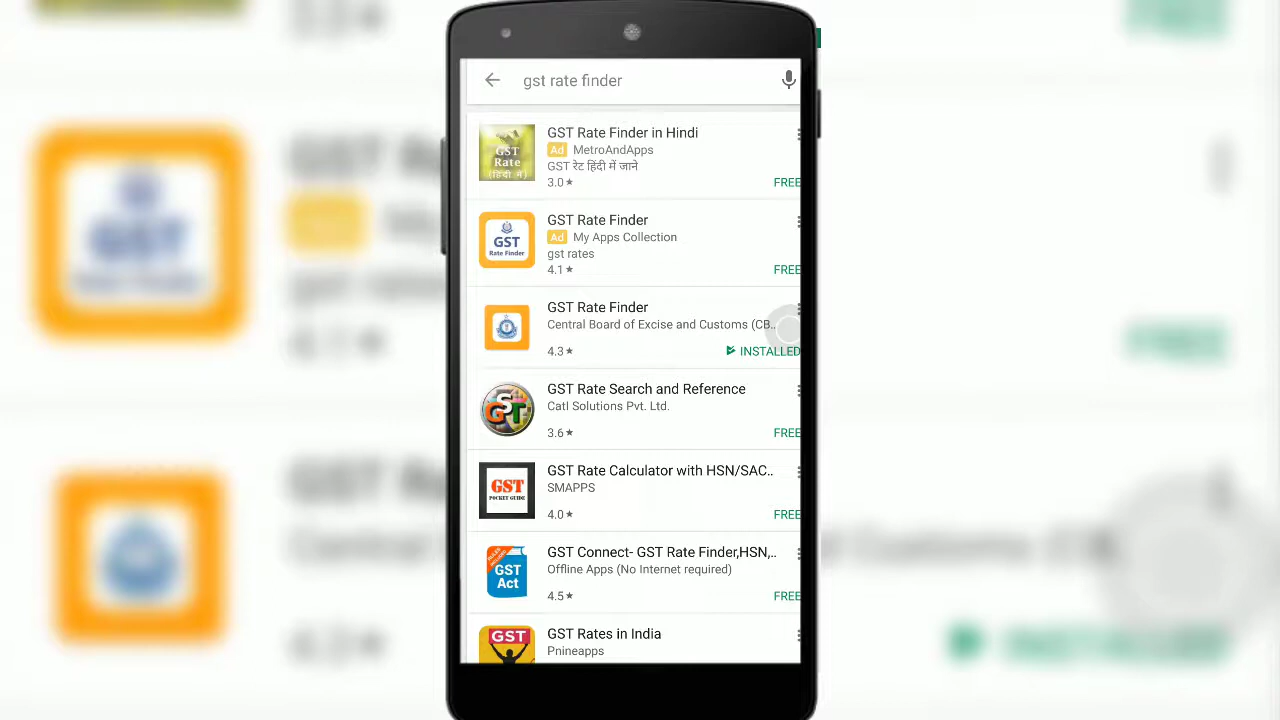 gst rate finder
GST Rate Finder in Hindi
Ad MetroAndApps
GST रेट हिंदी में जाने
3.0★
FREE
GST
Rate
(हिंदी में)
GST Rate Finder
Ad My Apps Collection
gst rates
4.1★
FREE
GST
Rate Finder
GST Rate Finder
Central Board of Excise and Customs (CB..
4.3★
INSTALLED
GST Rate Search and Reference
Catl Solutions Pvt. Ltd.
3.6★
FREE
GST
GST Rate Calculator with HSN/SAC..
SMAPPS
4.0★
FREE
GST
POCKET GUIDE
GST Connect- GST Rate Finder,HSN,..
Offline Apps (No Internet required)
4.5★
FREE
GST
Act
GST Rates in India
Pnineapps
GST